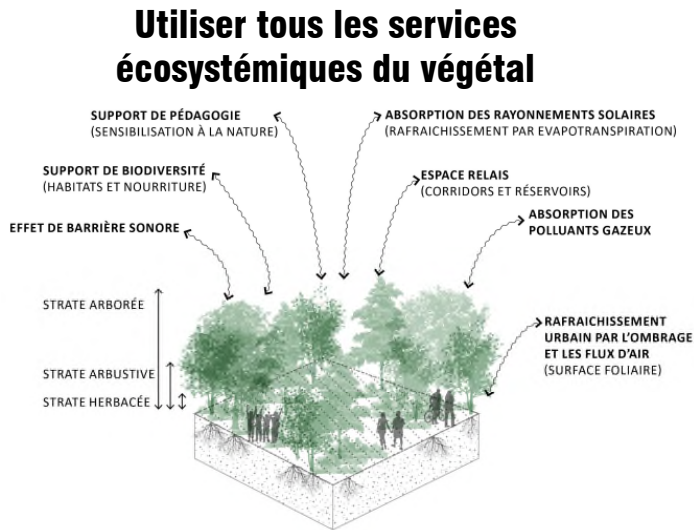 Utiliser tous les services
écosystémiques du végétal
SUPPORT DE PÉDAGOGIE
(SENSIBILISATION À LA NATURE)
ABSORPTION DES RAYONNEMENTS SOLAIRES
(RAFRAICHISSEMENT PAR EVAPOTRANSPIRATION)
SUPPORT DE BIODIVERSITÉ
(HABITATS ET NOURRITURE)
ESPACE RELAIS
(CORRIDORS ET RÉSERVOIRS)
EFFET DE BARRIÈRE SONORE
ABSORPTION DES
POLLUANTS GAZEUX
STRATE ARBORÉE
RAFRAICHISSEMENT
URBAIN PAR L'OMBRAGE
ET LES FLUX D'AIR
(SURFACE FOLIAIRE)
STRATE ARBUSTIVE
STRATE HERBACÉE